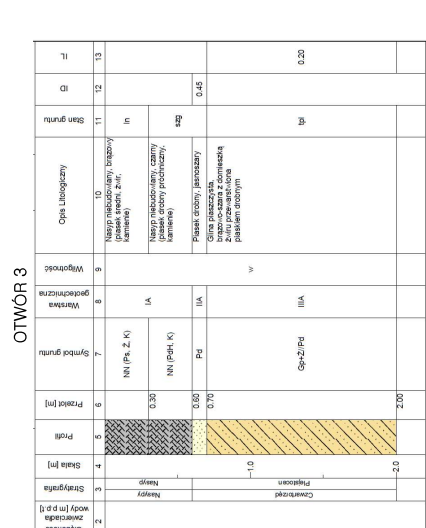 OTWÓR 3
zwierciadła
wody [m p.p.t.]
2
Stratygrafia
3
Skala [m]
4
Profil
5
Przelot [m]
6
Symbol gruntu
7
Warstwa
geotechniczna
8
Wilgotność
9
Opis Litologiczny
10
Stan gruntu
11
ID
12
IL
13
Nasypy
Nasyp
NN (Ps, Ż, K)
IA
Nasyp niebudowlany, brązowy
(piasek średni, żwir,
kamienie)
ln
0.30
NN (PdH, K)
Nasyp niebudowlany, czarny
(piasek drobny próchniczny,
kamienie)
szg
0.60
Pd
IIA
Piasek drobny, jasnoszary
0.45
Czwartorzęd
Plejstocen
-1.0
-2.0
0.70
Gp+Ż//Pd
IIIA
w
Glina piaszczysta,
brązowo-szara z domieszką
żwiru przewarstwiona
piaskiem drobnym
tpl
0.20
2.00